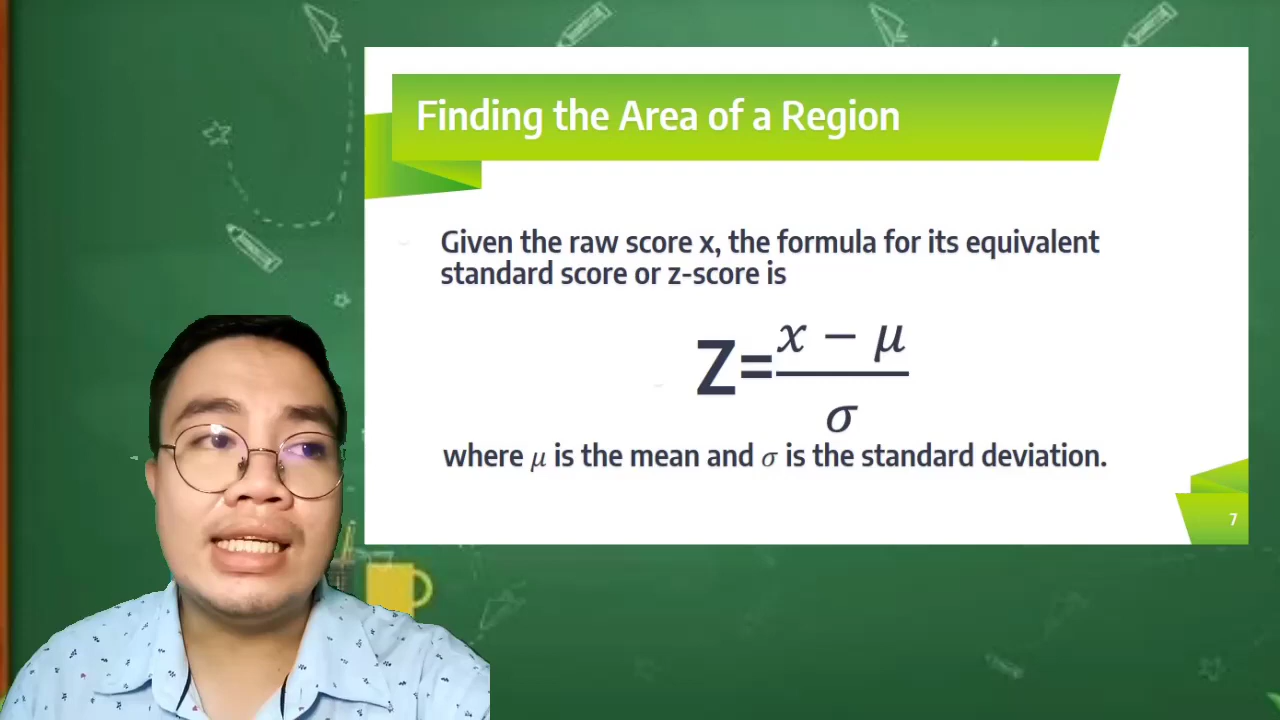 Finding the Area of a Region
Given the raw score x, the formula for its equivalent
standard score or z-score is
Z=\frac{x - μ}{σ}
where μ is the mean and σ is the standard deviation.
7